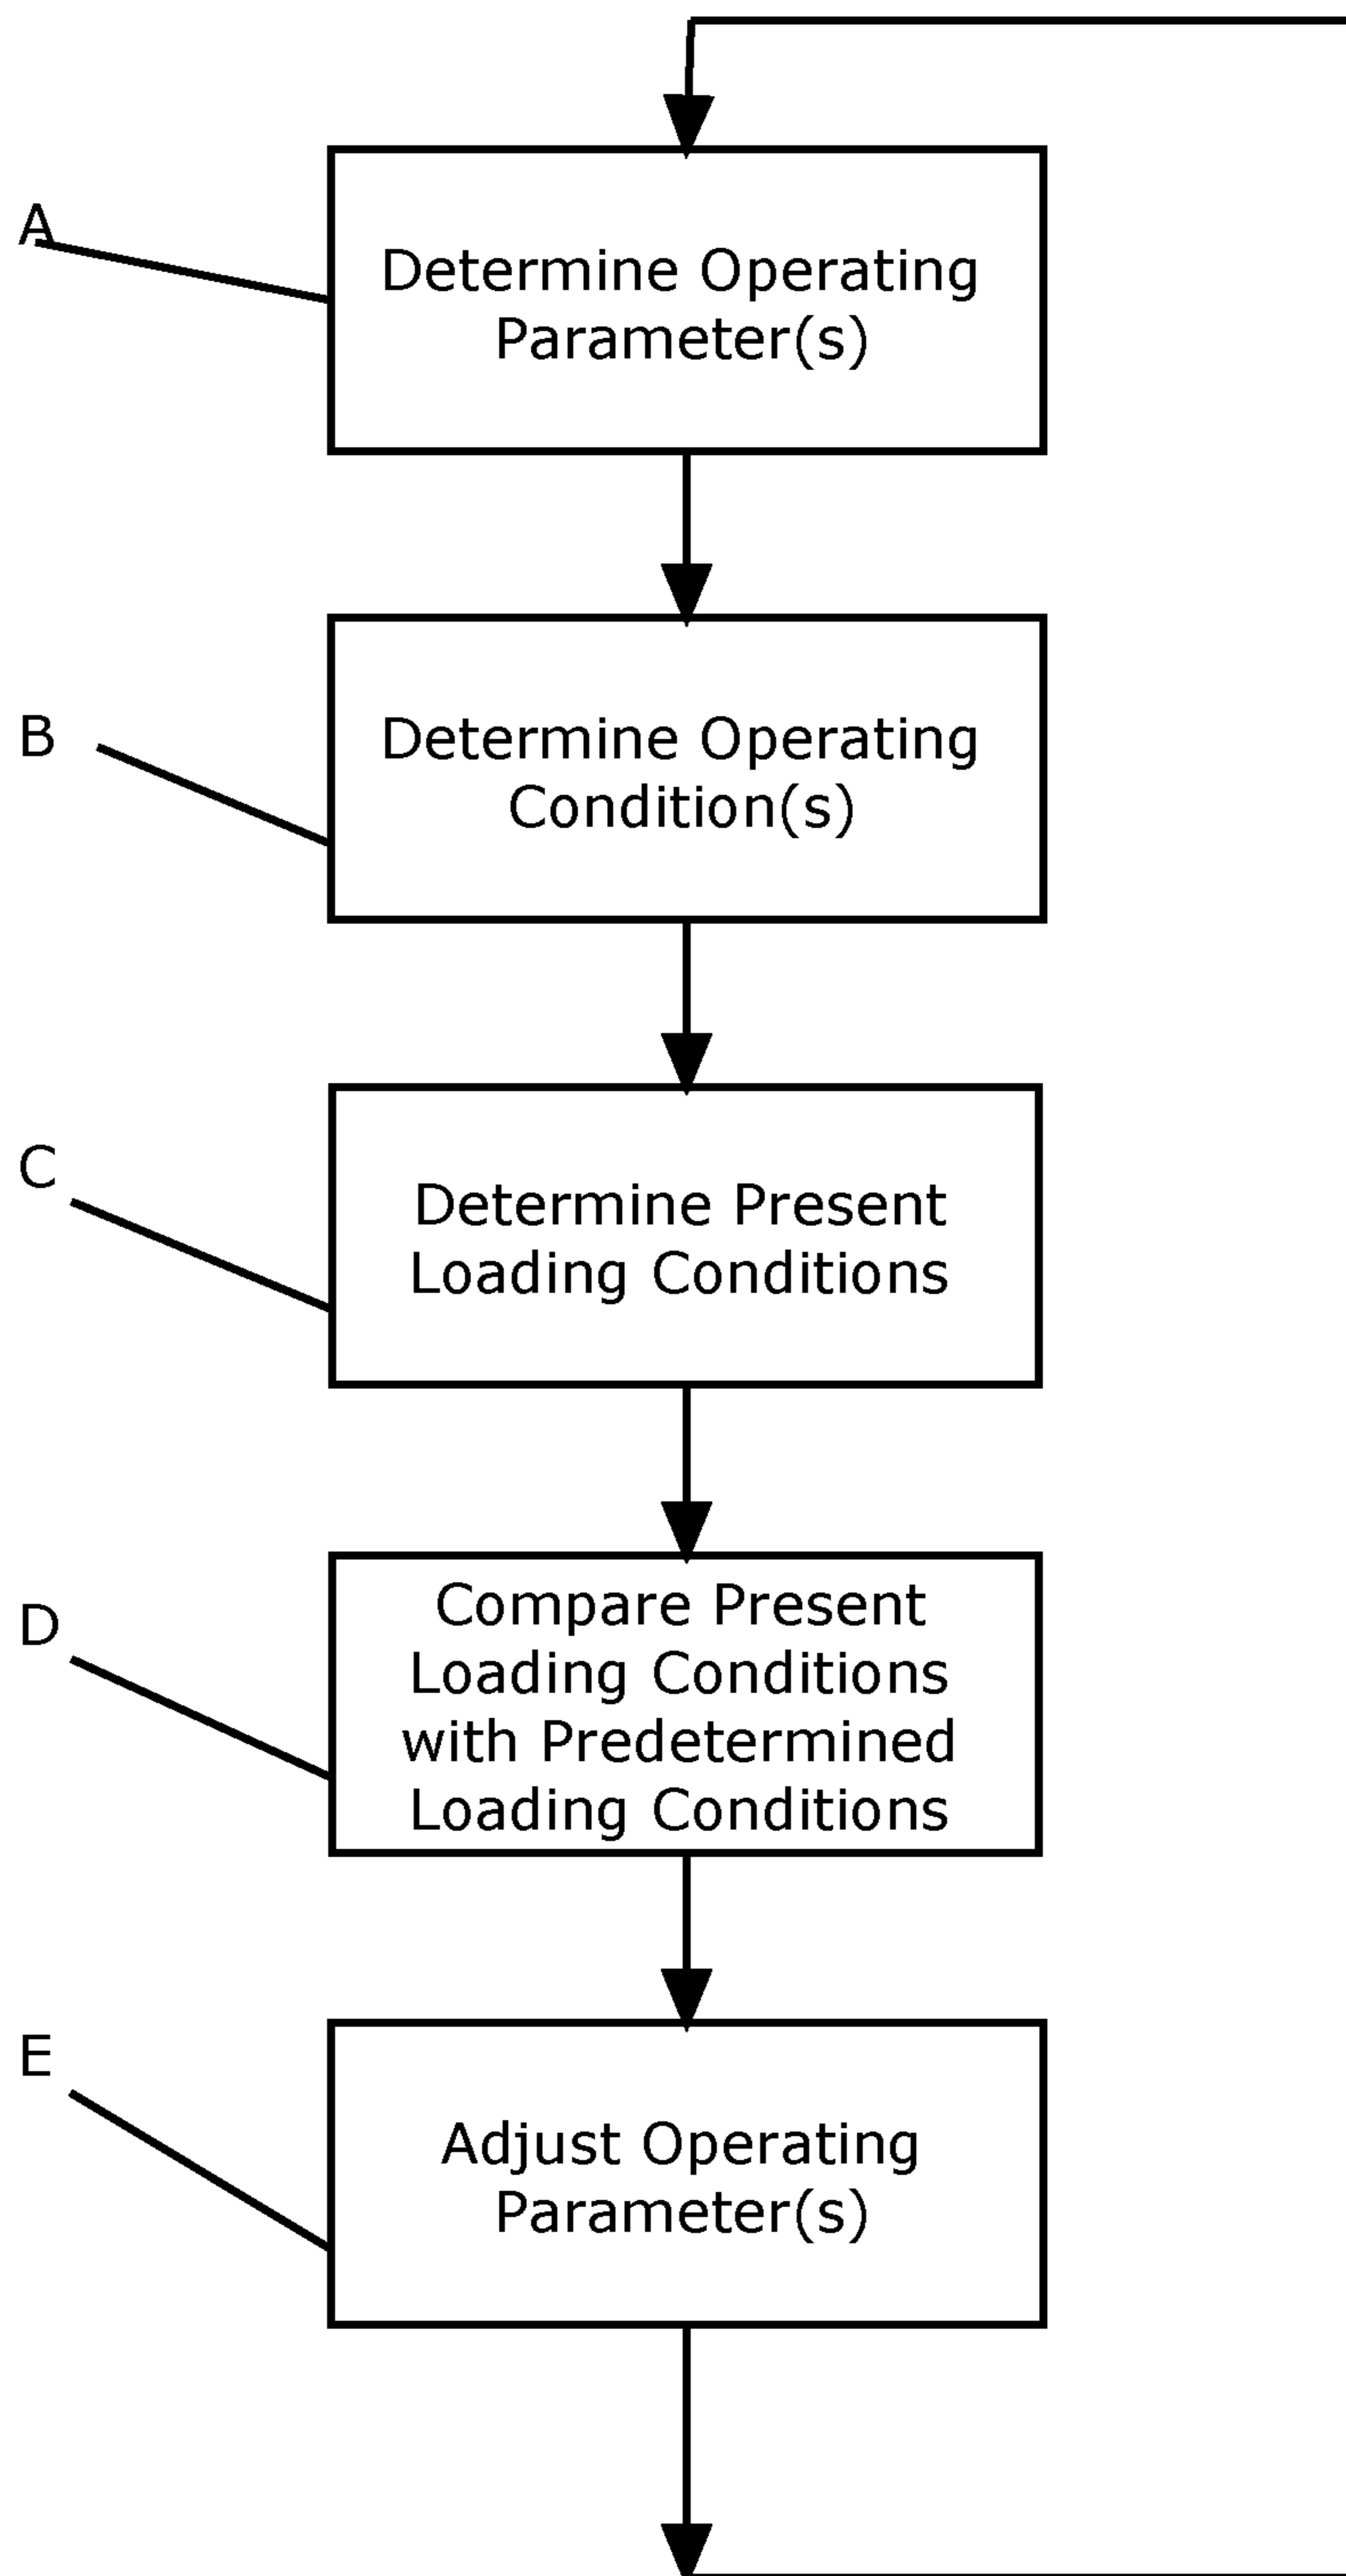 A
Determine Operating
Parameter(s)
B
Determine Operating
Condition(s)
C
Determine Present
Loading Conditions
D
Compare Present
Loading Conditions
with Predetermined
Loading Conditions
E
Adjust Operating
Parameter(s)